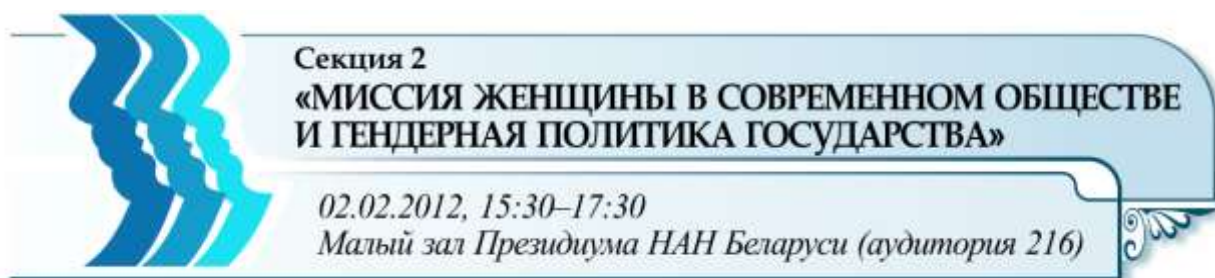 Секция 2
«МИССИЯ ЖЕНЩИНЫ В СОВРЕМЕННОМ ОБЩЕСТВЕ
И ГЕНДЕРНАЯ ПОЛИТИКА ГОСУДАРСТВА»
02.02.2012, 15:30–17:30
Малый зал Президиума НАН Беларуси (аудитория 216)